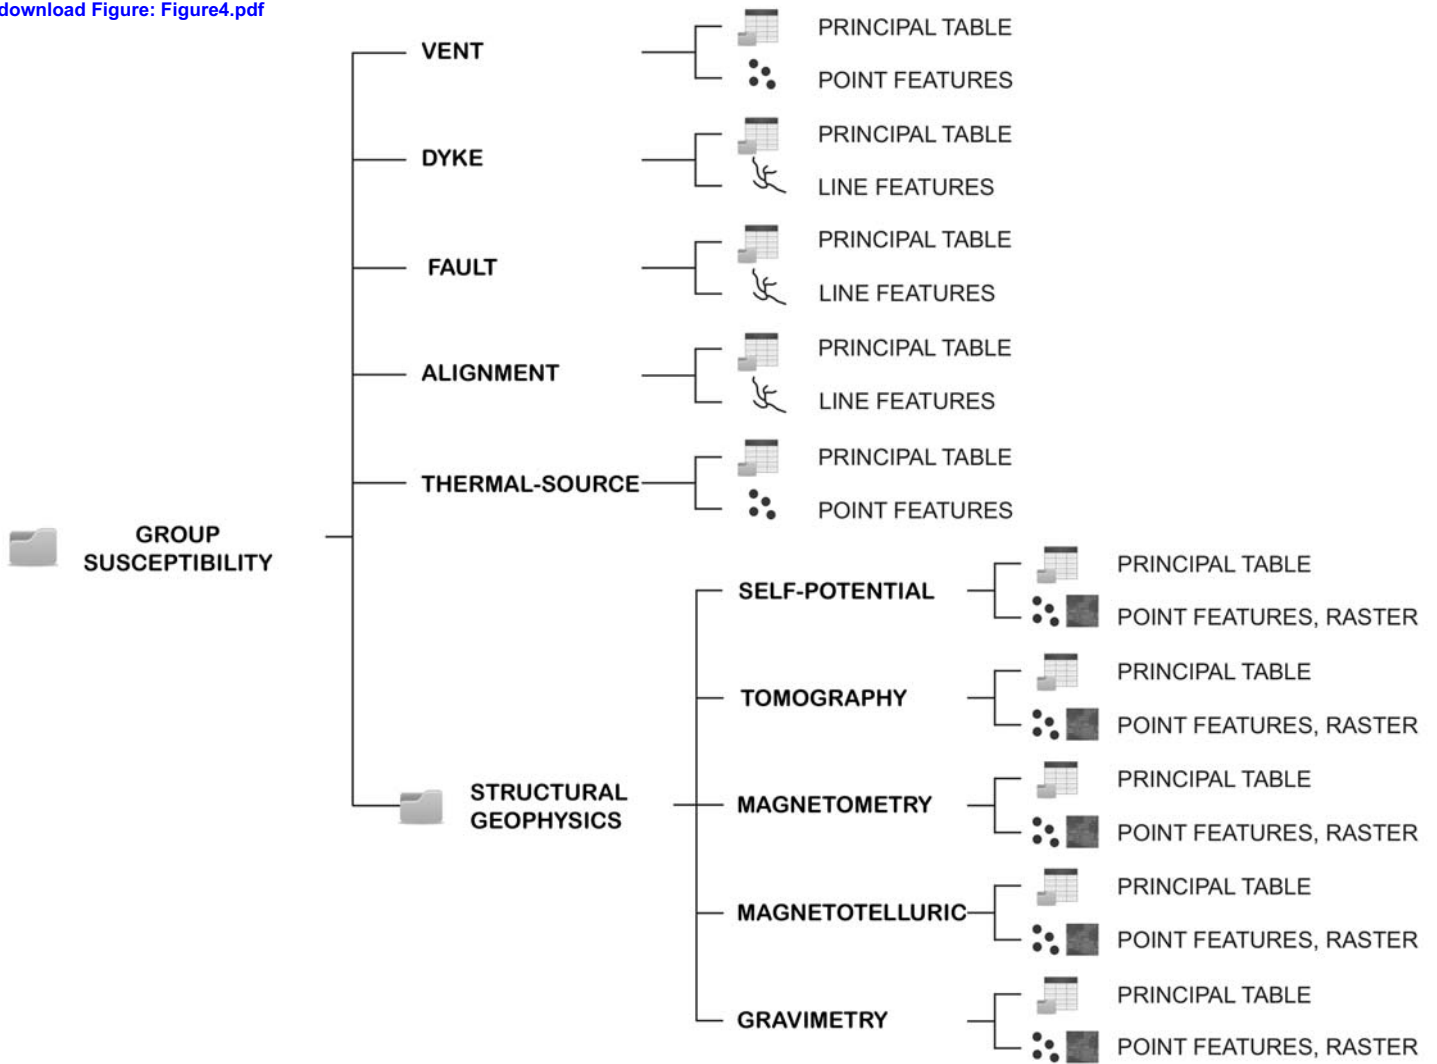 download Figure: Figure4.pdf
VENT
PRINCIPAL TABLE
POINT FEATURES
DYKE
PRINCIPAL TABLE
LINE FEATURES
FAULT
PRINCIPAL TABLE
LINE FEATURES
ALIGNMENT
PRINCIPAL TABLE
LINE FEATURES
THERMAL-SOURCE
PRINCIPAL TABLE
POINT FEATURES
GROUP
SUSCEPTIBILITY
SELF-POTENTIAL
PRINCIPAL TABLE
POINT FEATURES, RASTER
TOMOGRAPHY
PRINCIPAL TABLE
POINT FEATURES, RASTER
STRUCTURAL
GEOPHYSICS
MAGNETOMETRY
PRINCIPAL TABLE
POINT FEATURES, RASTER
MAGNETOTELLURIC
PRINCIPAL TABLE
POINT FEATURES, RASTER
GRAVIMETRY
PRINCIPAL TABLE
POINT FEATURES, RASTER